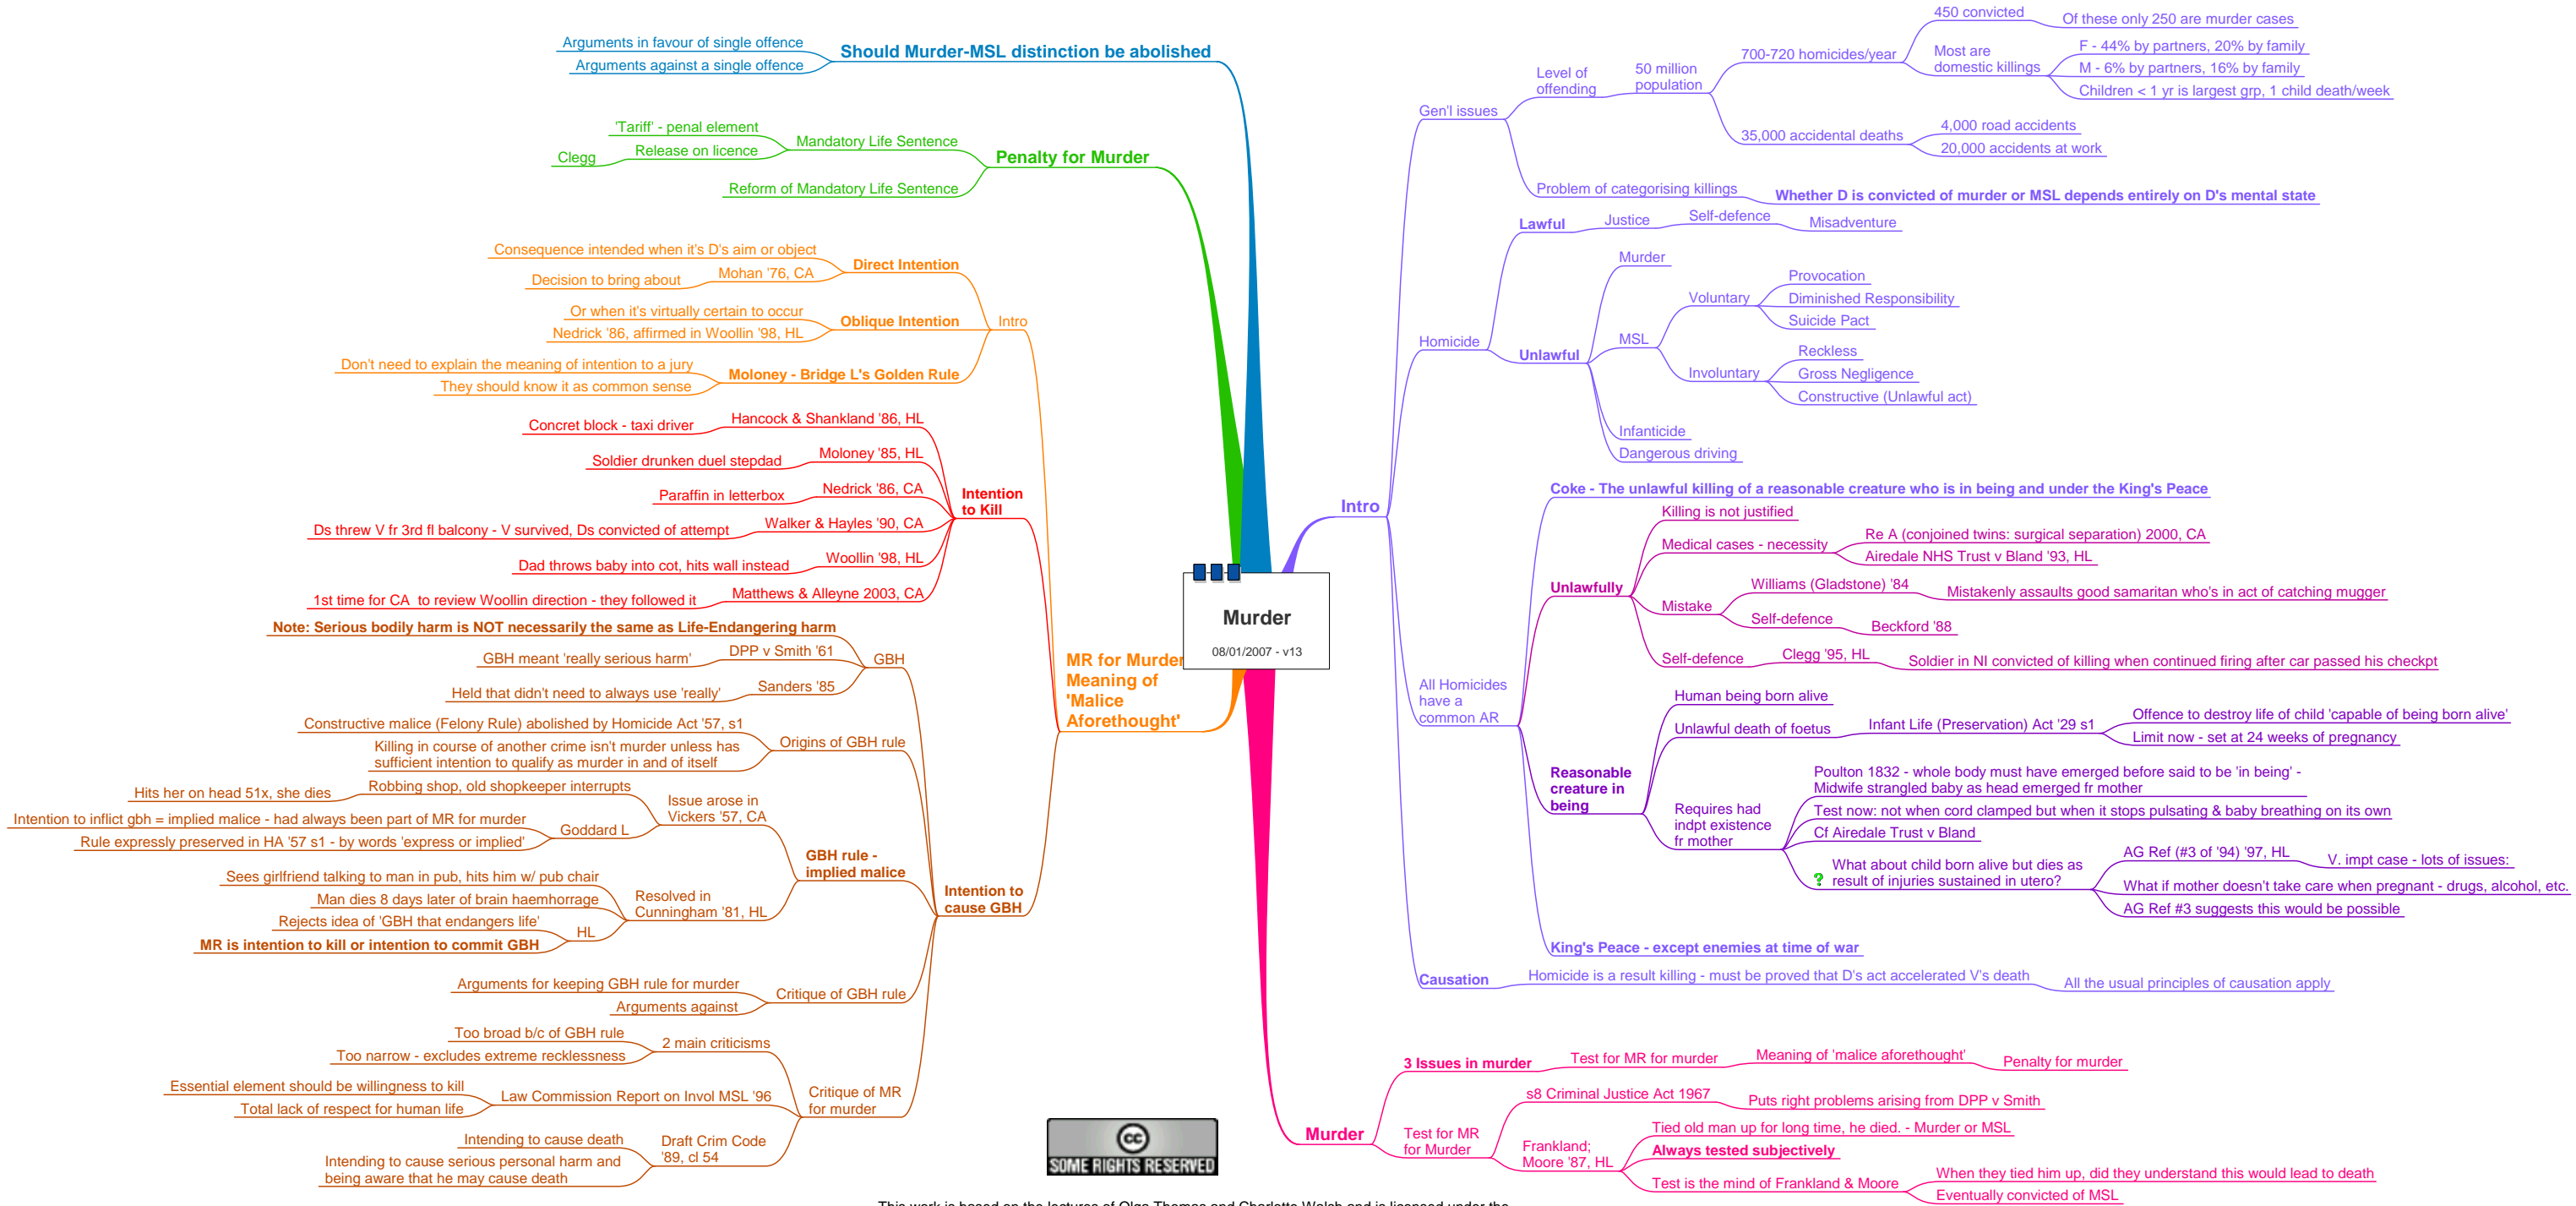 Murder
08/01/2007 - v13
Should Murder-MSL distinction be abolished
Arguments in favour of single offence
Arguments against a single offence
Penalty for Murder
Mandatory Life Sentence
'Tariff' - penal element
Release on licence
Clegg
Reform of Mandatory Life Sentence
MR for Murder
Meaning of
'Malice
Aforethought'
Intro
Direct Intention
Consequence intended when it's D's aim or object
Mohan '76, CA
Decision to bring about
Oblique Intention
Or when it's virtually certain to occur
Nedrick '86, affirmed in Woollin '98, HL
Moloney - Bridge L's Golden Rule
Don't need to explain the meaning of intention to a jury
They should know it as common sense
Intention
to Kill
Hancock & Shankland '86, HL
Concret block - taxi driver
Moloney '85, HL
Soldier drunken duel stepdad
Nedrick '86, CA
Paraffin in letterbox
Walker & Hayles '90, CA
Ds threw V fr 3rd fl balcony - V survived, Ds convicted of attempt
Woollin '98, HL
Dad throws baby into cot, hits wall instead
Matthews & Alleyne 2003, CA
1st time for CA to review Woollin direction - they followed it
Intention to
cause GBH
GBH
Note: Serious bodily harm is NOT necessarily the same as Life-Endangering harm
DPP v Smith '61
GBH meant 'really serious harm'
Sanders '85
Held that didn't need to always use 'really'
Origins of GBH rule
Constructive malice (Felony Rule) abolished by Homicide Act '57, s1
Killing in course of another crime isn't murder unless has
sufficient intention to qualify as murder in and of itself
GBH rule -
implied malice
Issue arose in
Vickers '57, CA
Robbing shop, old shopkeeper interrupts
Hits her on head 51x, she dies
Goddard L
Intention to inflict gbh = implied malice - had always been part of MR for murder
Rule expressly preserved in HA '57 s1 - by words 'express or implied'
Resolved in
Cunningham '81, HL
Sees girlfriend talking to man in pub, hits him w/ pub chair
Man dies 8 days later of brain haemhorrage
HL
Rejects idea of 'GBH that endangers life'
MR is intention to kill or intention to commit GBH
Critique of GBH rule
Arguments for keeping GBH rule for murder
Arguments against
Critique of MR
for murder
2 main criticisms
Too broad b/c of GBH rule
Too narrow - excludes extreme recklessness
Law Commission Report on Invol MSL '96
Essential element should be willingness to kill
Total lack of respect for human life
Draft Crim Code
'89, cl 54
Intending to cause death
Intending to cause serious personal harm and
being aware that he may cause death
Intro
Gen'l issues
Level of
offending
50 million
population
700-720 homicides/year
450 convicted
Of these only 250 are murder cases
Most are
domestic killings
F - 44% by partners, 20% by family
M - 6% by partners, 16% by family
Children < 1 yr is largest grp, 1 child death/week
35,000 accidental deaths
4,000 road accidents
20,000 accidents at work
Problem of categorising killings
Whether D is convicted of murder or MSL depends entirely on D's mental state
Homicide
Lawful
Justice
Self-defence
Misadventure
Unlawful
Murder
MSL
Voluntary
Provocation
Diminished Responsibility
Suicide Pact
Involuntary
Reckless
Gross Negligence
Constructive (Unlawful act)
Infanticide
Dangerous driving
All Homicides
have a
common AR
Coke - The unlawful killing of a reasonable creature who is in being and under the King's Peace
Unlawfully
Killing is not justified
Medical cases - necessity
Re A (conjoined twins: surgical separation) 2000, CA
Airedale NHS Trust v Bland '93, HL
Mistake
Williams (Gladstone) '84
Mistakenly assaults good samaritan who's in act of catching mugger
Self-defence
Beckford '88
Self-defence
Clegg '95, HL
Soldier in NI convicted of killing when continued firing after car passed his checkpt
Reasonable
creature in
being
Human being born alive
Unlawful death of foetus
Infant Life (Preservation) Act '29 s1
Offence to destroy life of child 'capable of being born alive'
Limit now - set at 24 weeks of pregnancy
Requires had
indpt existence
fr mother
Poulton 1832 - whole body must have emerged before said to be 'in being' -
Midwife strangled baby as head emerged fr mother
Test now: not when cord clamped but when it stops pulsating & baby breathing on its own
Cf Airedale Trust v Bland
? What about child born alive but dies as
result of injuries sustained in utero?
AG Ref (#3 of '94) '97, HL
V. impt case - lots of issues:
What if mother doesn't take care when pregnant - drugs, alcohol, etc.
AG Ref #3 suggests this would be possible
King's Peace - except enemies at time of war
Causation
Homicide is a result killing - must be proved that D's act accelerated V's death
All the usual principles of causation apply
Murder
3 Issues in murder
Test for MR for murder
Meaning of 'malice aforethought'
Penalty for murder
Test for MR
for Murder
s8 Criminal Justice Act 1967
Puts right problems arising from DPP v Smith
Frankland;
Moore '87, HL
Tied old man up for long time, he died. - Murder or MSL
Always tested subjectively
Test is the mind of Frankland & Moore
When they tied him up, did they understand this would lead to death
Eventually convicted of MSL
cc
SOME RIGHTS RESERVED
This work is based on the lectures of Olga Thomas and Charlotte Walsh and is licensed under the